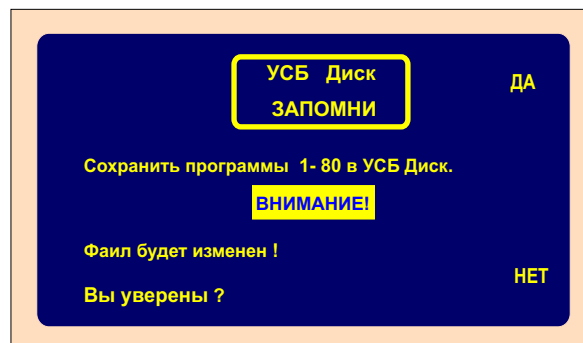 УСБ Диск
ДА
ЗАПОМНИ
Сохранить программы 1- 80 в УСБ Диск.
ВНИМАНИЕ!
Фаил будет изменен !
НЕТ
Вы уверены ?